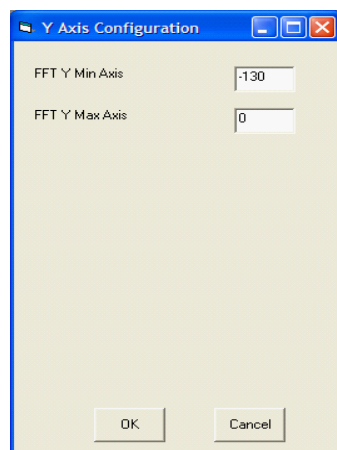 Y Axis Configuration
FFT Y Min Axis -130
FFT Y Max Axis 0
OK Cancel